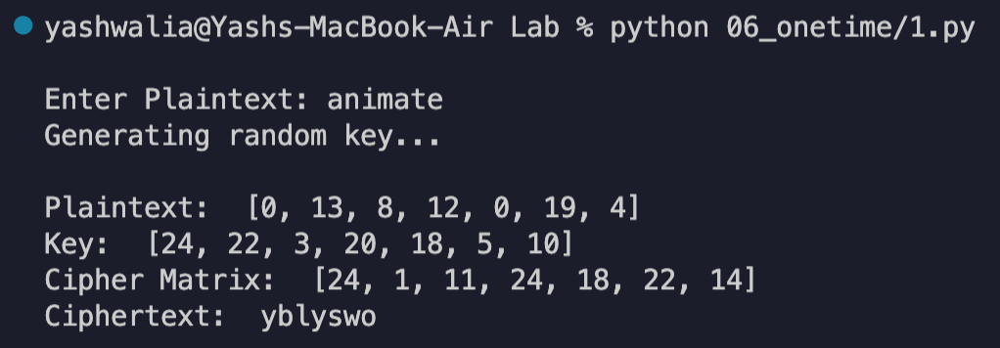 yashwalia@Yashs-MacBook-Air Lab % python 06_onetime/1.py
Enter Plaintext: animate
Generating random key...
Plaintext:  [0, 13, 8, 12, 0, 19, 4]
Key:  [24, 22, 3, 20, 18, 5, 10]
Cipher Matrix:  [24, 1, 11, 24, 18, 22, 14]
Ciphertext:  yblyswo